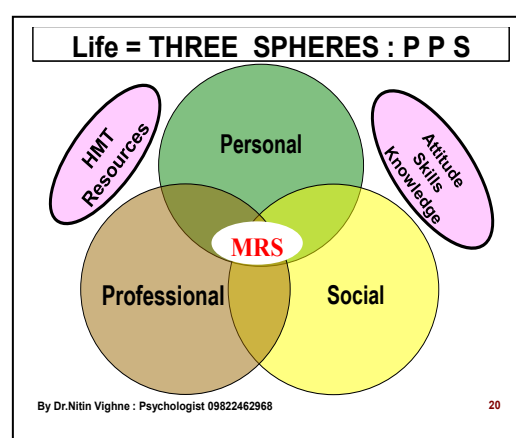 Life = THREE SPHERES : P P S
HMT
Resources
Personal
Attitude
Skills
Knowledge
MRS
Professional
Social
By Dr.Nitin Vighne : Psychologist 09822462968
20